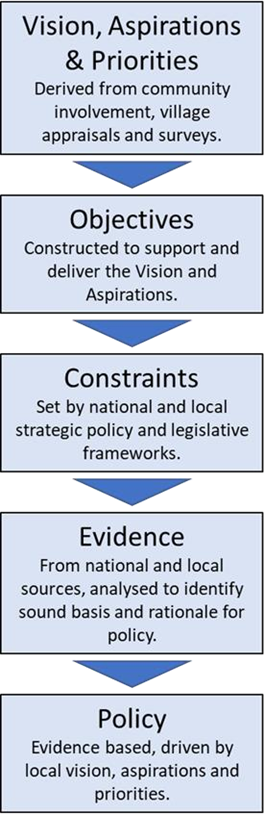 Vision, Aspirations
& Priorities
Derived from community
involvement, village
appraisals and surveys.
Objectives
Constructed to support and
deliver the Vision and
Aspirations.
Constraints
Set by national and local
strategic policy and legislative
frameworks.
Evidence
From national and local
sources, analysed to identify
sound basis and rationale for
policy.
Policy
Evidence based, driven by
local vision, aspirations and
priorities.